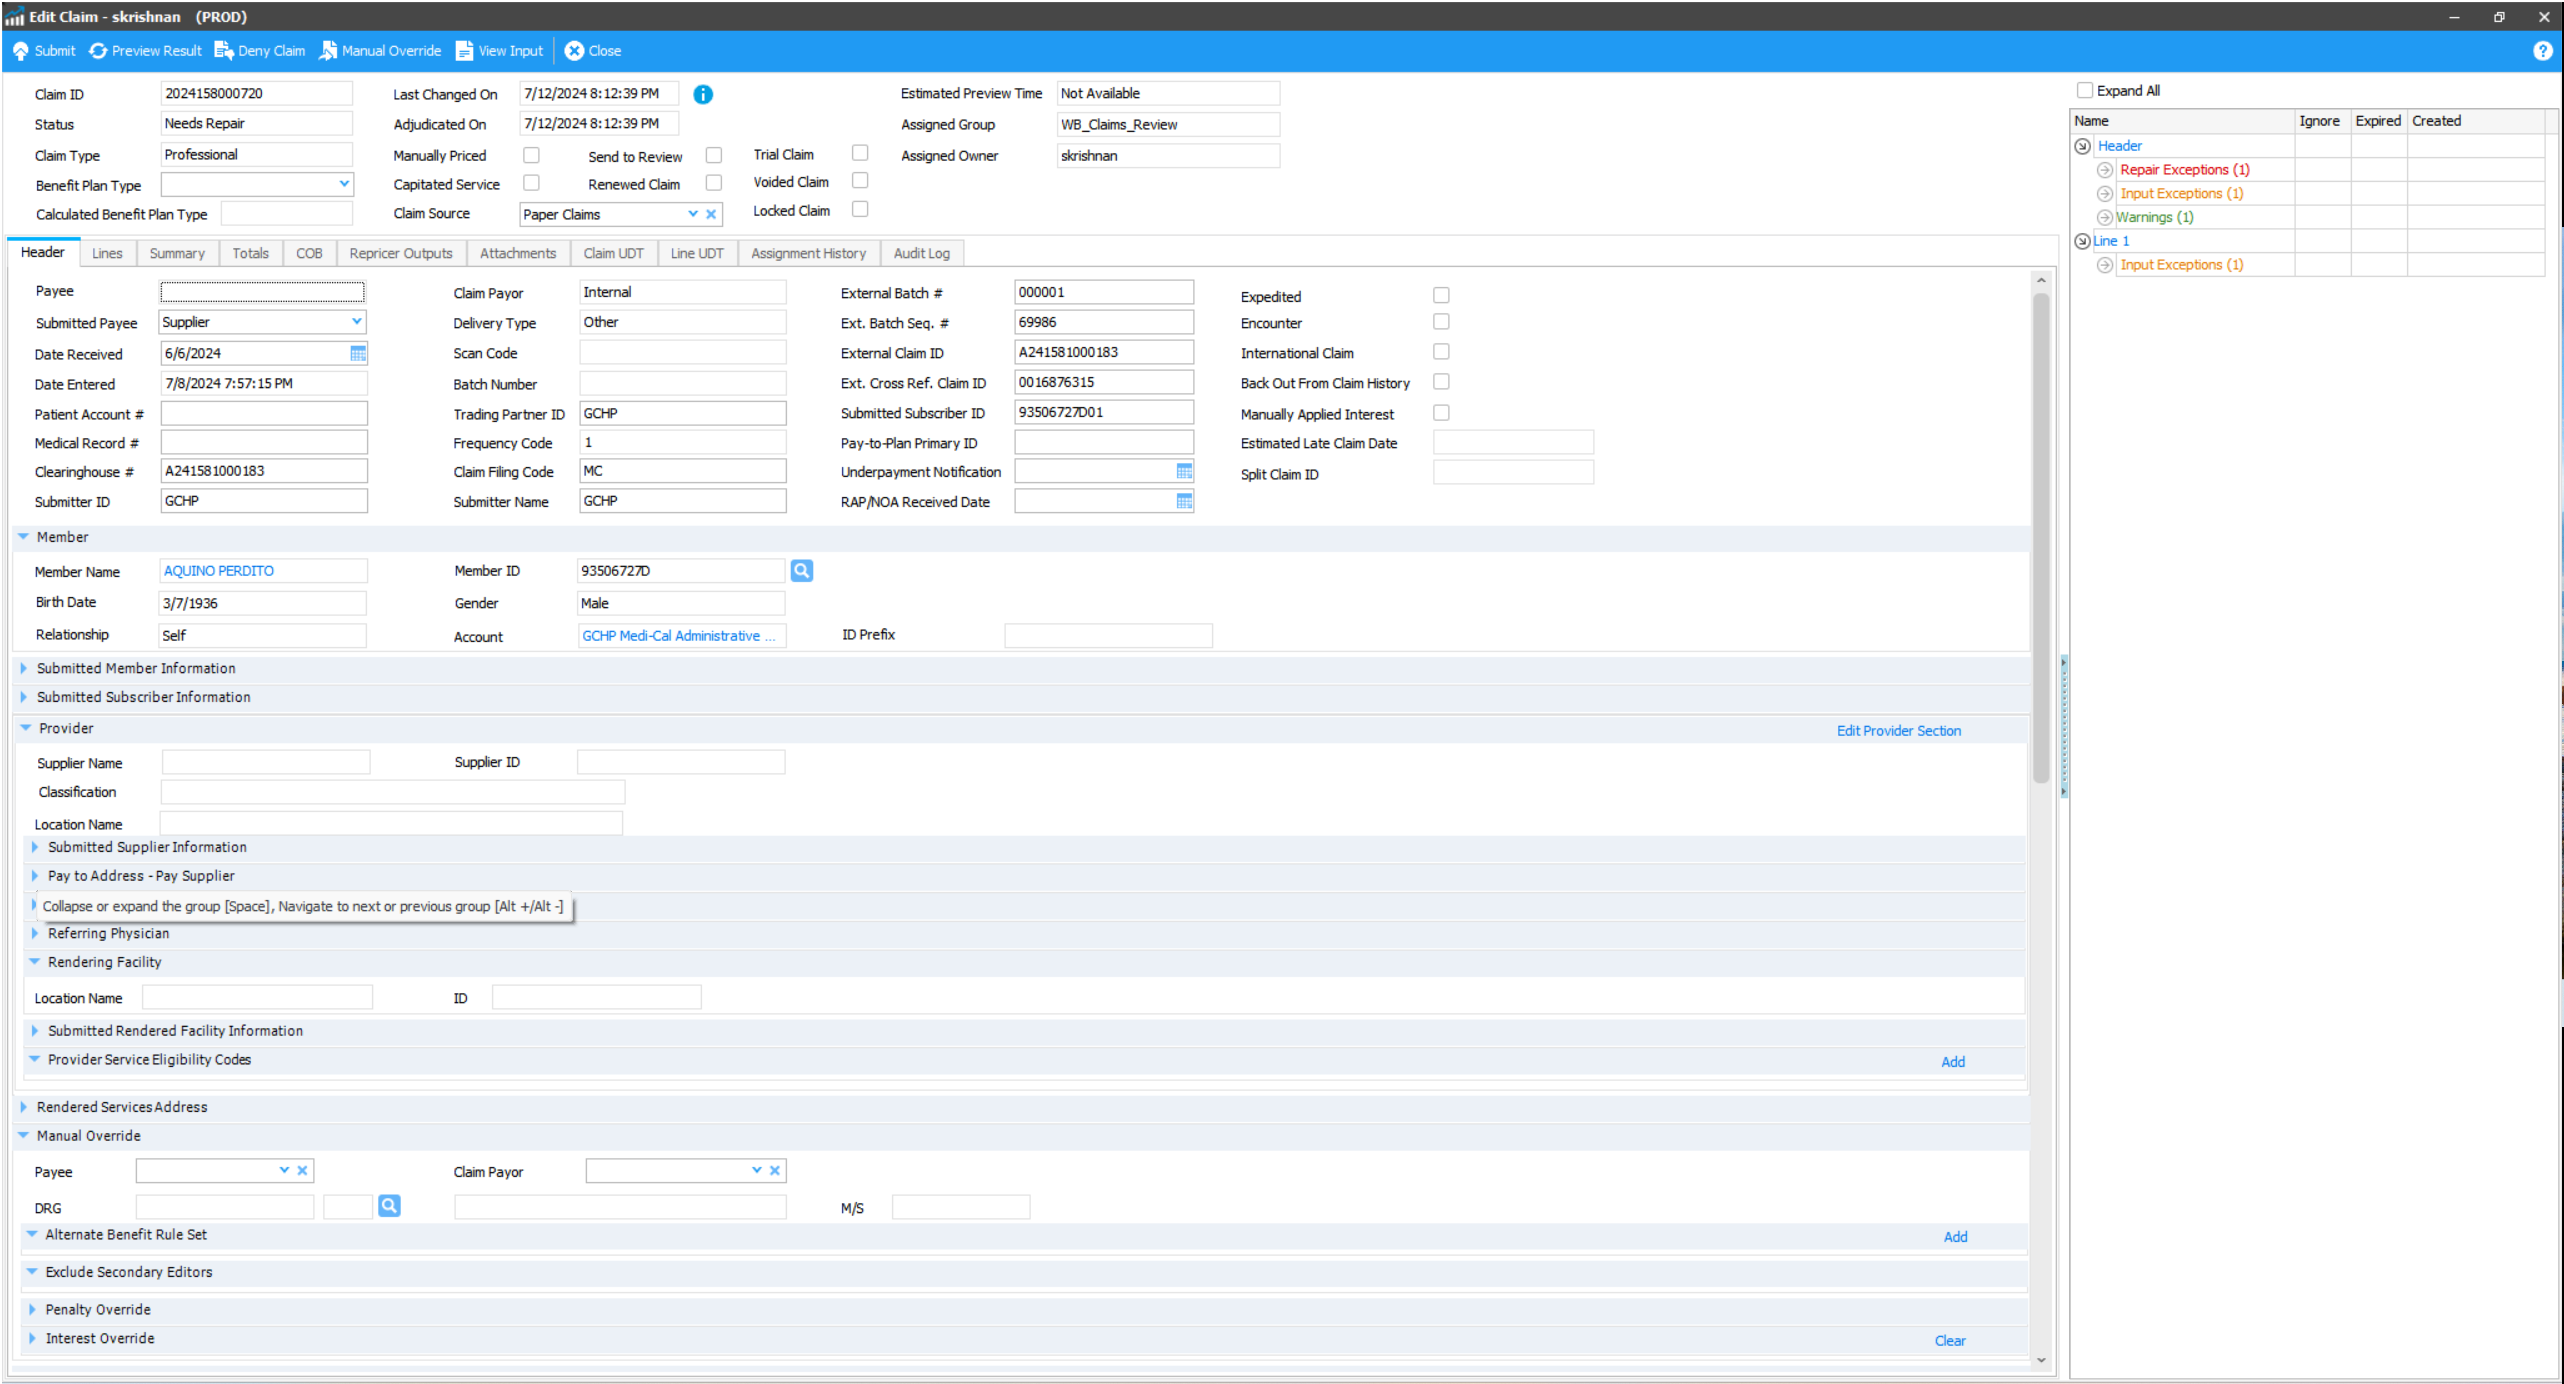 Edit Claim - skrishnan (PROD)
Submit Preview Result Deny Claim Manual Override View Input Close
Claim ID 2024158000720 Last Changed On 7/12/2024 8:12:39 PM Estimated Preview Time Not Available
Status Needs Repair Adjudicated On 7/12/2024 8:12:39 PM Assigned Group WB_Claims_Review
Claim Type Professional Manually Priced Send to Review Trial Claim Assigned Owner skrishnan
Benefit Plan Type Capitated Service Renewed Claim Voided Claim
Calculated Benefit Plan Type Claim Source Paper Claims Locked Claim
Header Lines Summary Totals COB Repricer Outputs Attachments Claim UDT Line UDT Assignment History Audit Log
Payee Claim Payor Internal External Batch # 000001 Expedited
Submitted Payee Supplier Delivery Type Other Ext. Batch Seq. # 69986 Encounter
Date Received 6/6/2024 Scan Code External Claim ID A241581000183 International Claim
Date Entered 7/8/2024 7:57:15 PM Batch Number Ext. Cross Ref. Claim ID 0016876315 Back Out From Claim History
Patient Account # Trading Partner ID GCHP Submitted Subscriber ID 93506727D01 Manually Applied Interest
Medical Record # Frequency Code 1 Pay-to-Plan Primary ID Estimated Late Claim Date
Clearinghouse # A241581000183 Claim Filing Code MC Underpayment Notification Split Claim ID
Submitter ID GCHP Submitter Name GCHP RAP/NOA Received Date
Member
Member Name AQUINO PERDITO Member ID 93506727D
Birth Date 3/7/1936 Gender Male
Relationship Self Account GCHP Medi-Cal Administrative ... ID Prefix
Submitted Member Information
Submitted Subscriber Information
Provider Edit Provider Section
Supplier Name Supplier ID
Classification
Location Name
Submitted Supplier Information
Pay to Address - Pay Supplier
Collapse or expand the group [Space], Navigate to next or previous group [Alt +/Alt -]
Referring Physician
Rendering Facility
Location Name ID
Submitted Rendered Facility Information
Provider Service Eligibility Codes Add
Rendered Services Address
Manual Override
Payee Claim Payor
DRG M/S
Alternate Benefit Rule Set Add
Exclude Secondary Editors
Penalty Override
Interest Override Clear
Expand All
Name Ignore Expired Created
Header
Repair Exceptions (1)
Input Exceptions (1)
Warnings (1)
Line 1
Input Exceptions (1)